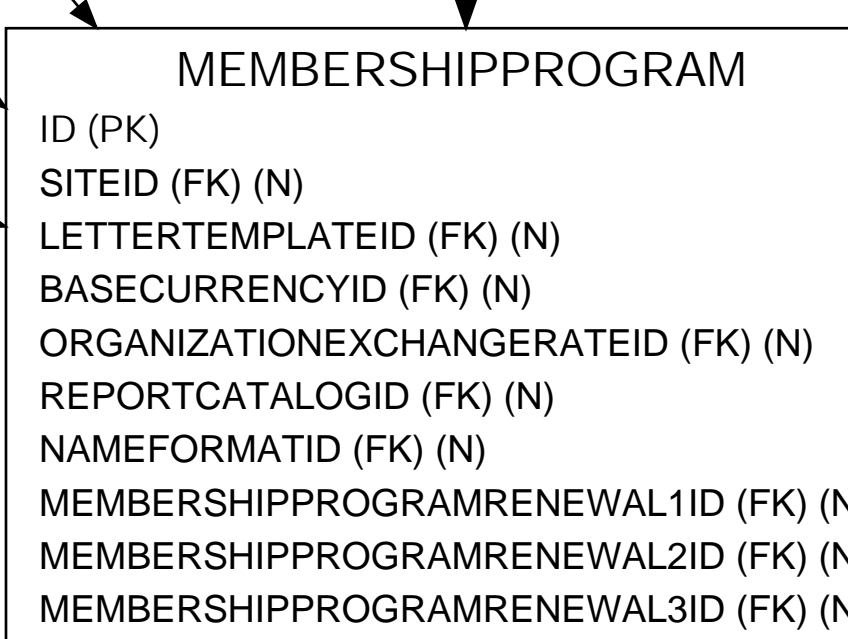 MEMBERSHIPPROGRAM
ID (PK)
SITEID (FK) (N)
LETTERTEMPLATEID (FK) (N)
BASECURRENCYID (FK) (N)
ORGANIZATIONEXCHANGERATEID (FK) (N)
REPORTCATALOGID (FK) (N)
NAMEFORMATID (FK) (N)
MEMBERSHIPPROGRAMRENEWAL1ID (FK) (N
MEMBERSHIPPROGRAMRENEWAL2ID (FK) (N
MEMBERSHIPPROGRAMRENEWAL3ID (FK) (N